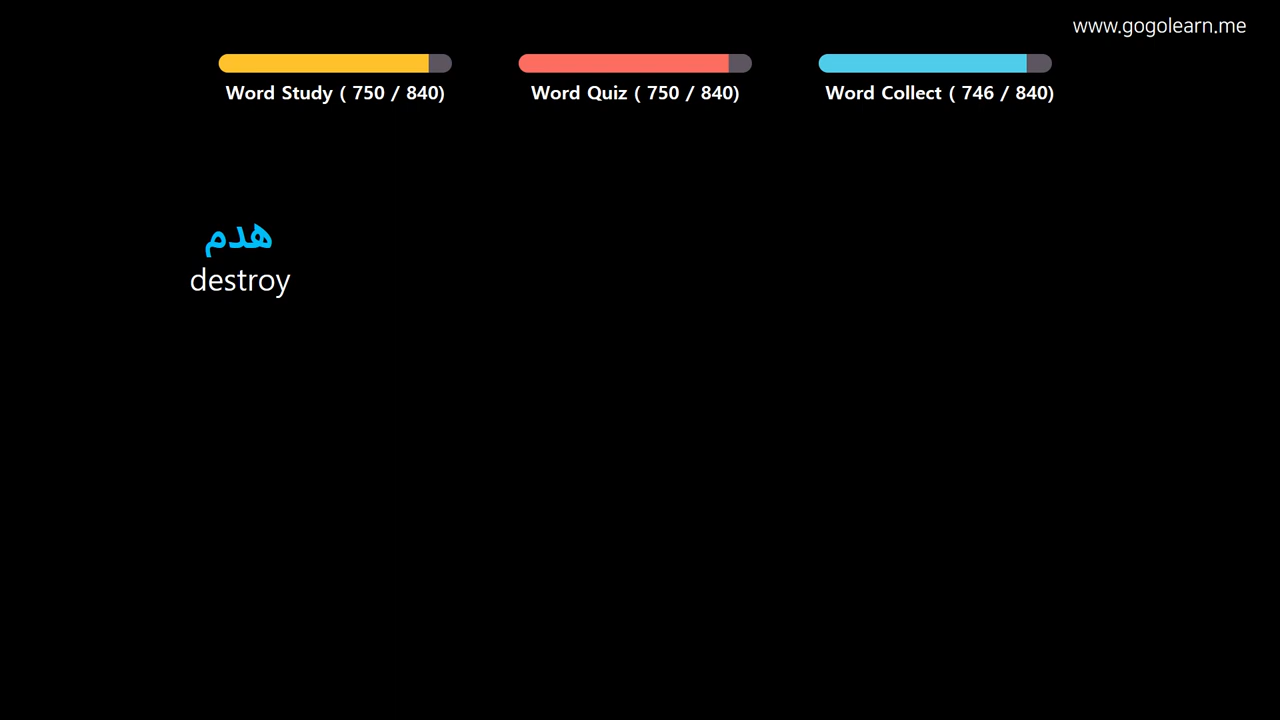 www.gogolearn.me
Word Study ( 750 / 840)
Word Quiz ( 750 / 840)
Word Collect ( 746 / 840)
هدم
destroy